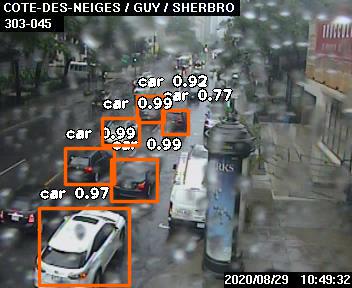 COTE-DES-NEIGES / GUY / SHERBRO
303-045
car 0.92
car 0.77
car 0.99
car 0.99
car 0.99
car 0.97
RKS
2020/08/29 10:49:32